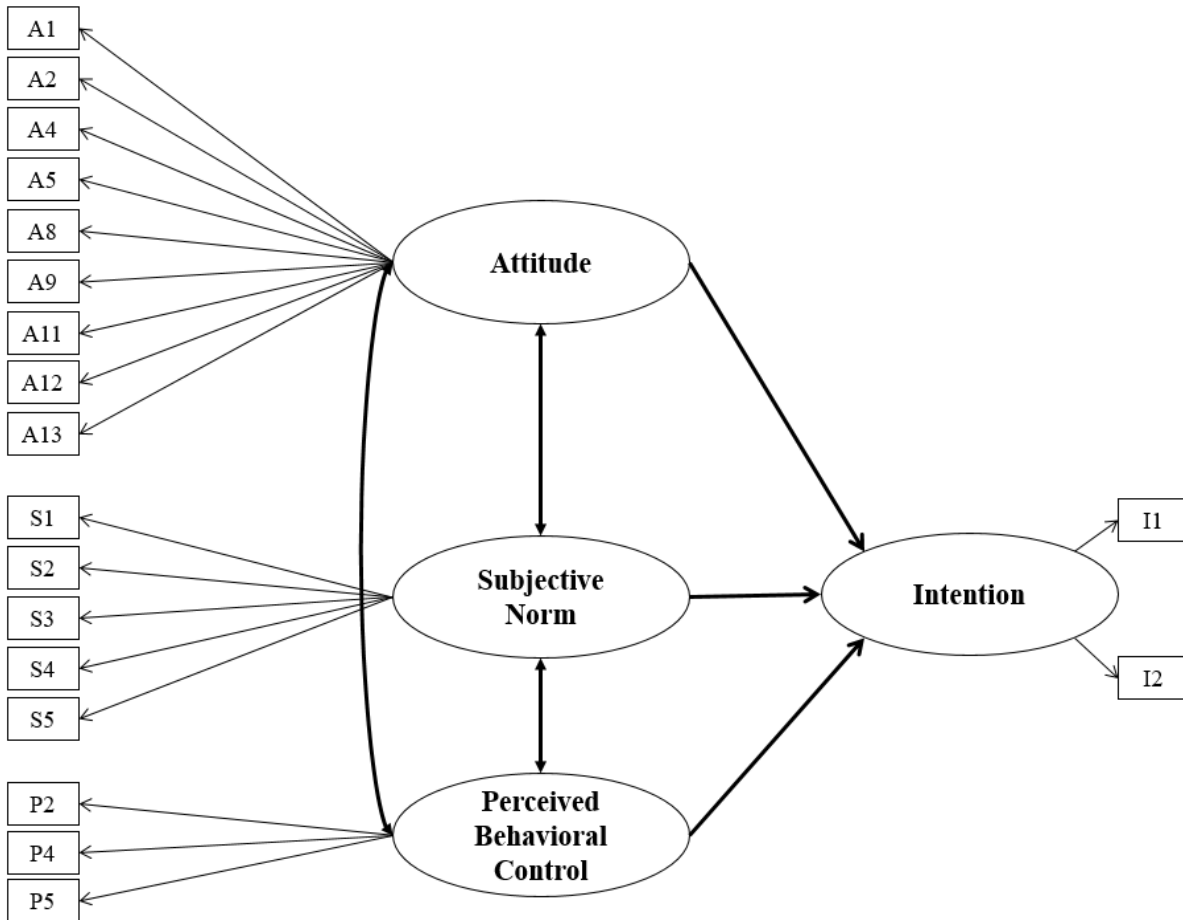 A1
A2
A4
A5
A8
A9
A11
A12
A13
S1
S2
S3
S4
S5
P2
P4
P5
Attitude
Subjective
Norm
Perceived
Behavioral
Control
Intention
I1
I2